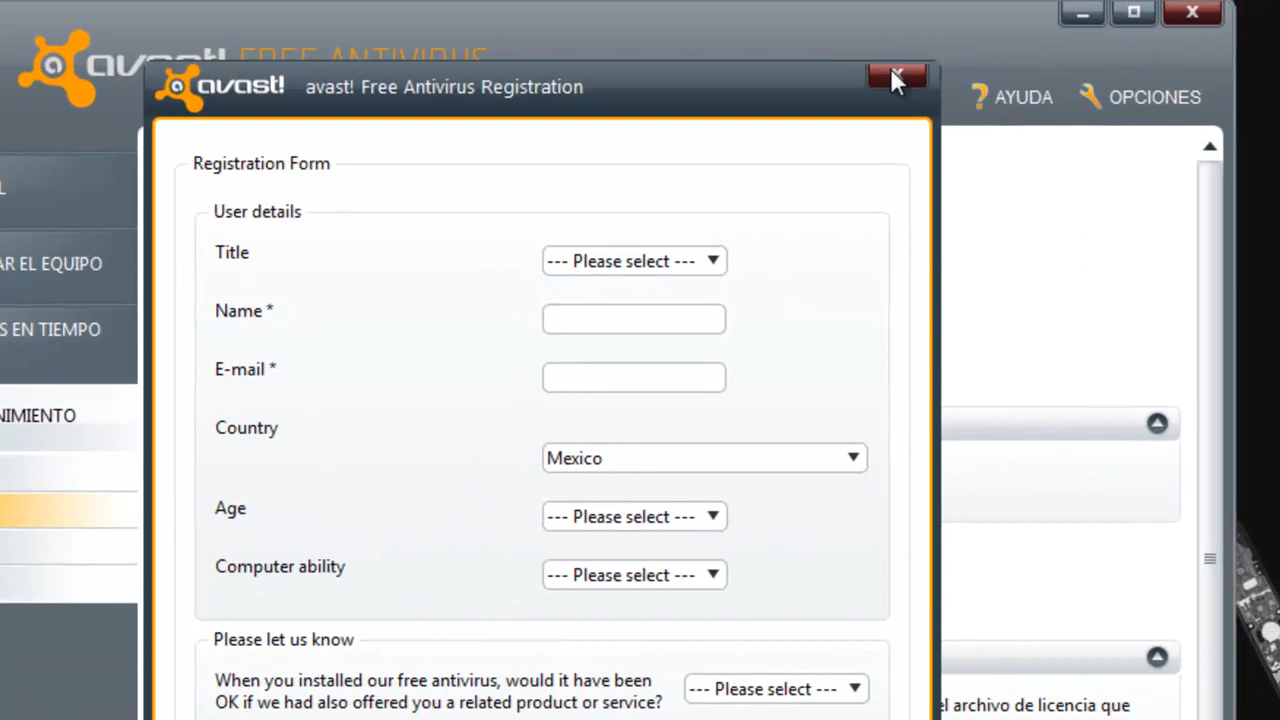 avast! FREE ANTIVIRUS
avast! avast! Free Antivirus Registration
AYUDA
OPCIONES
Registration Form
User details
Title
--- Please select ---
Name *
E-mail *
Country
Mexico
Age
--- Please select ---
Computer ability
--- Please select ---
Please let us know
When you installed our free antivirus, would it have been
OK if we had also offered you a related product or service?
--- Please select ---
L
AR EL EQUIPO
S EN TIEMPO
NIMIENTO
el archivo de licencia que